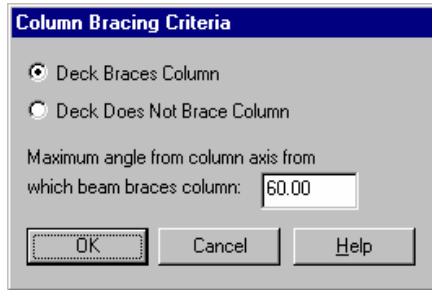 Column Bracing Criteria
Deck Braces Column
Deck Does Not Brace Column
Maximum angle from column axis from
which beam braces column: 60.00
OK Cancel Help